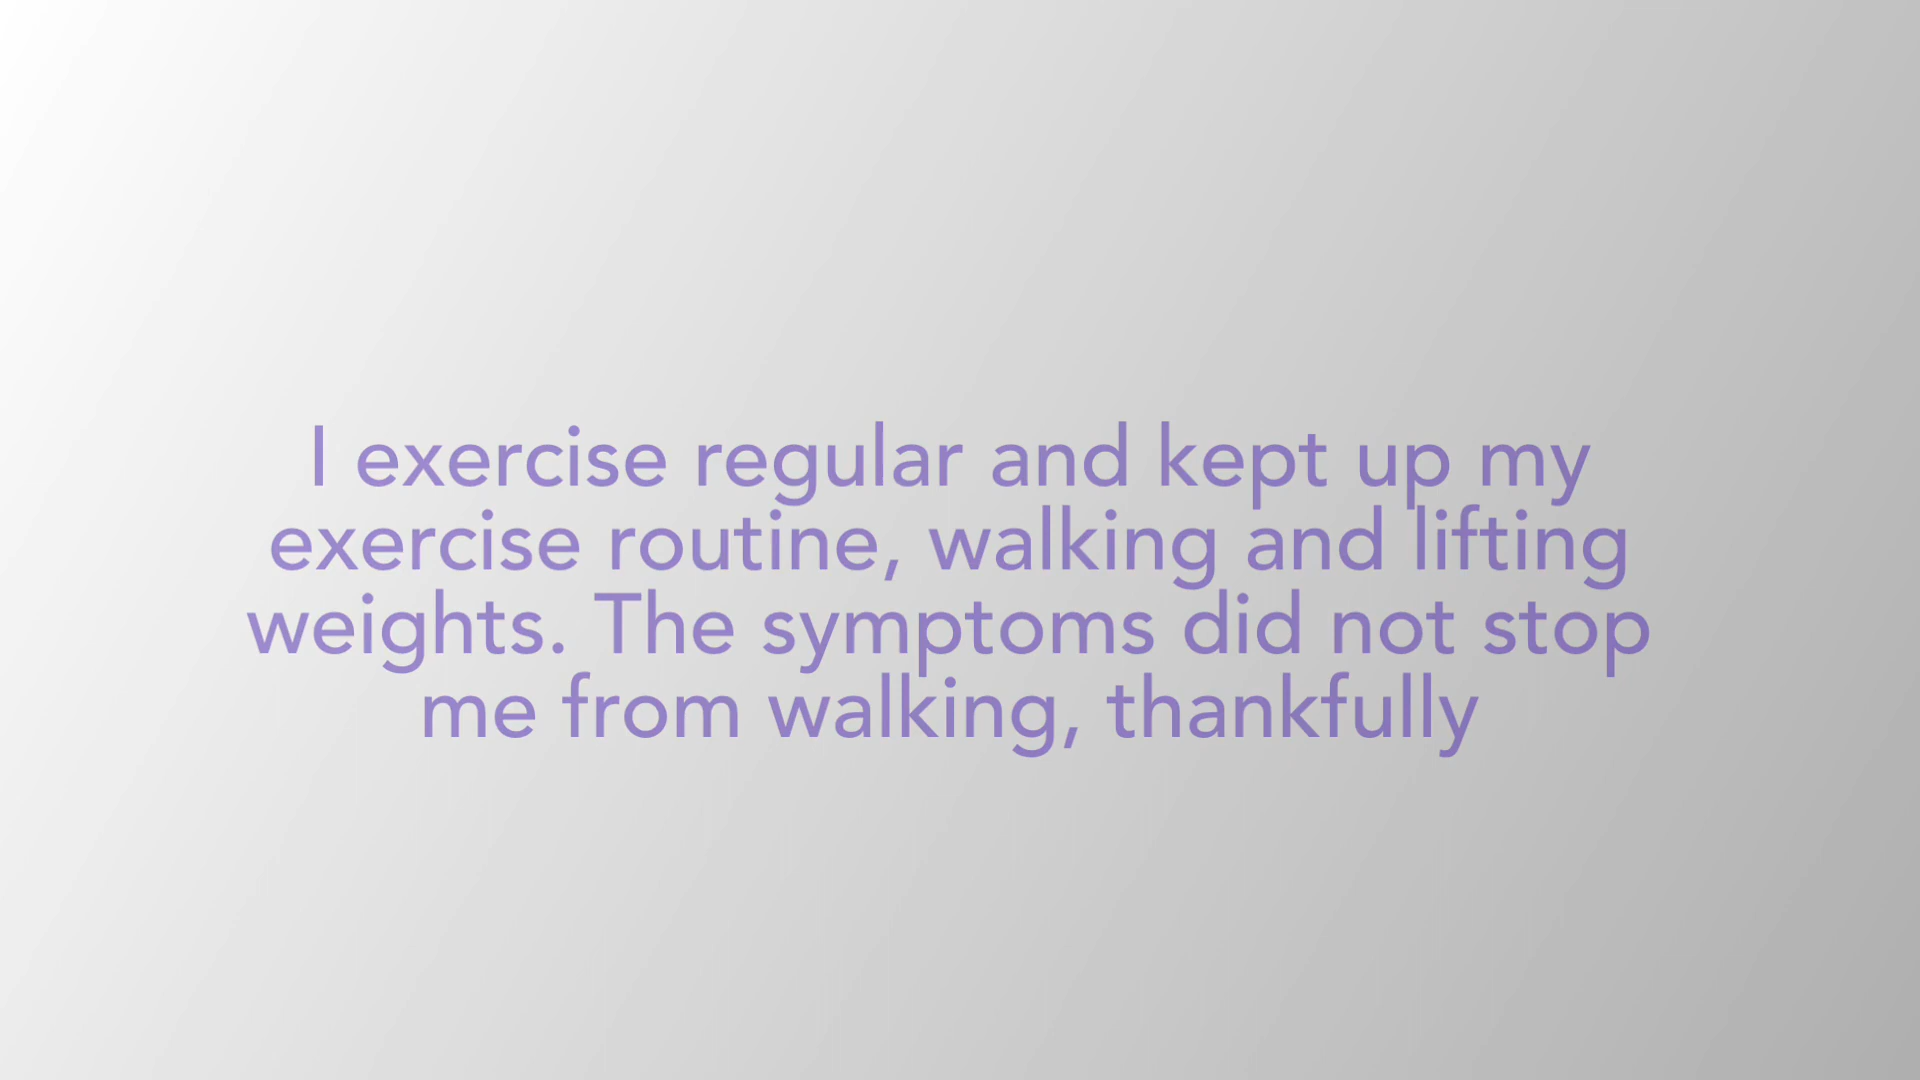 I exercise regular and kept up my
exercise routine, walking and lifting
weights. The symptoms did not stop
me from walking, thankfully